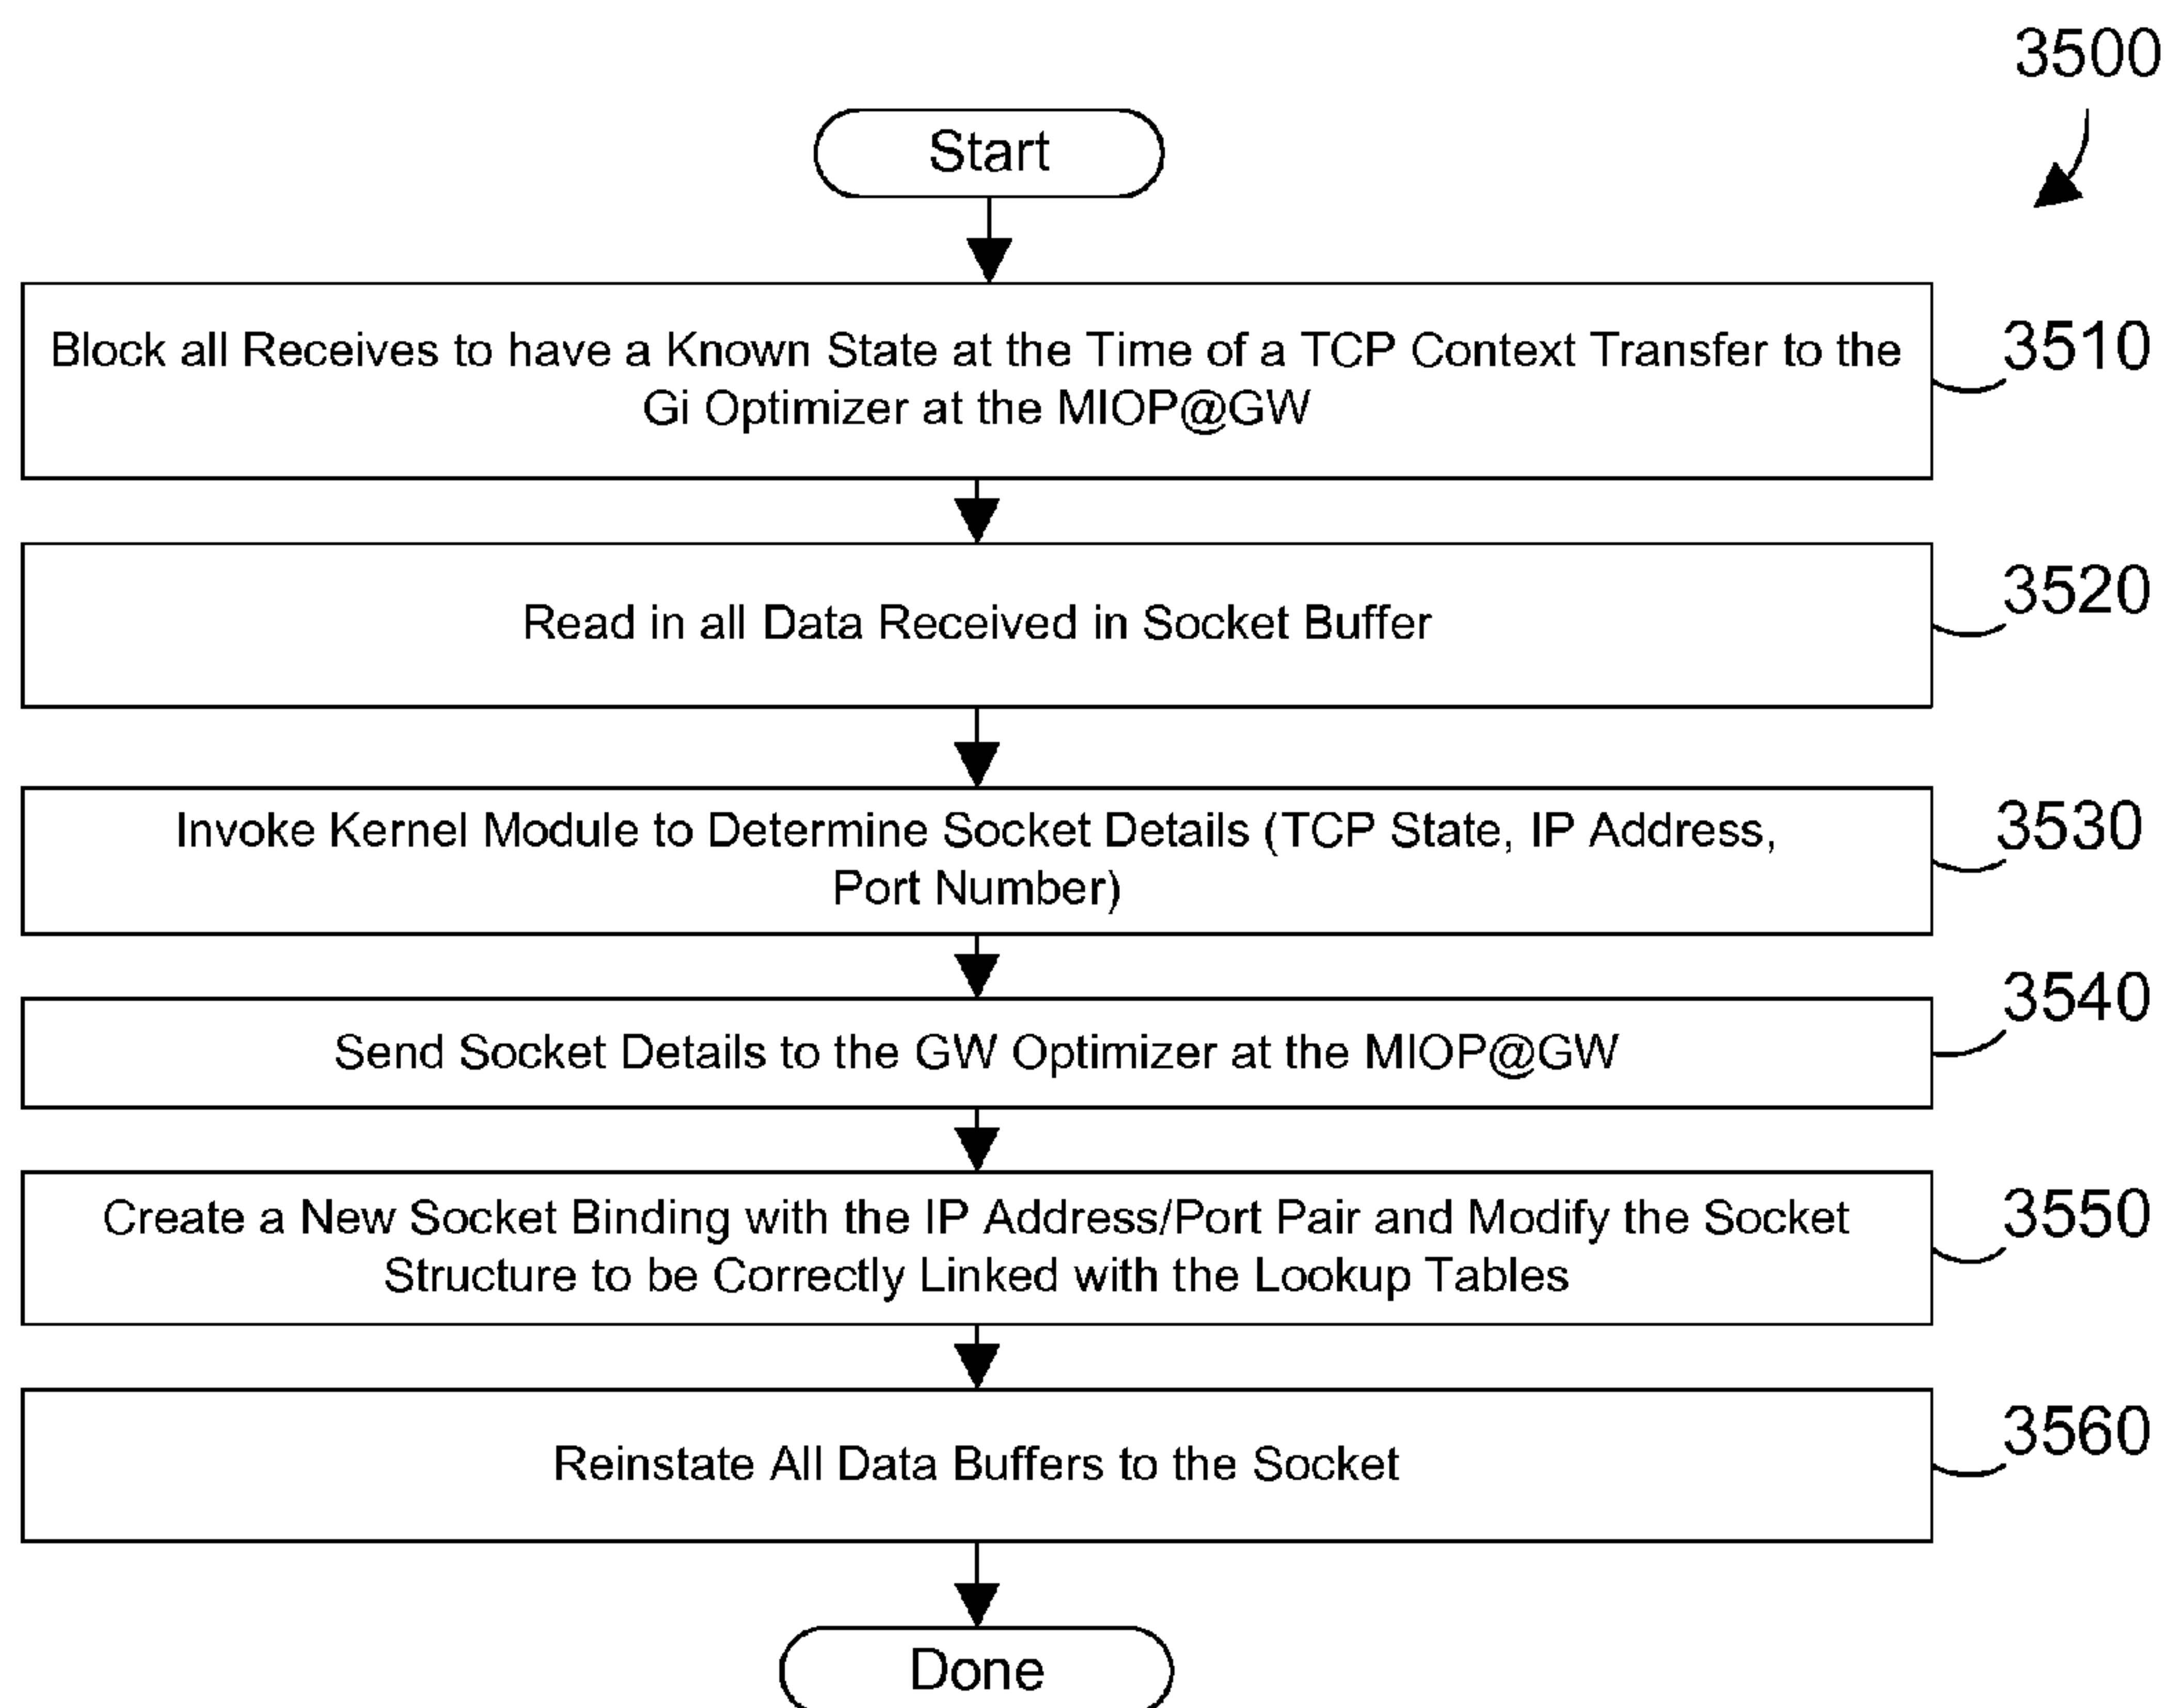 3500
Start
Block all Receives to have a Known State at the Time of a TCP Context Transfer to the
Gi Optimizer at the MIOP@GW
3510
Read in all Data Received in Socket Buffer
3520
Invoke Kernel Module to Determine Socket Details (TCP State, IP Address,
Port Number)
3530
Send Socket Details to the GW Optimizer at the MIOP@GW
3540
Create a New Socket Binding with the IP Address/Port Pair and Modify the Socket
Structure to be Correctly Linked with the Lookup Tables
3550
Reinstate All Data Buffers to the Socket
3560
Done